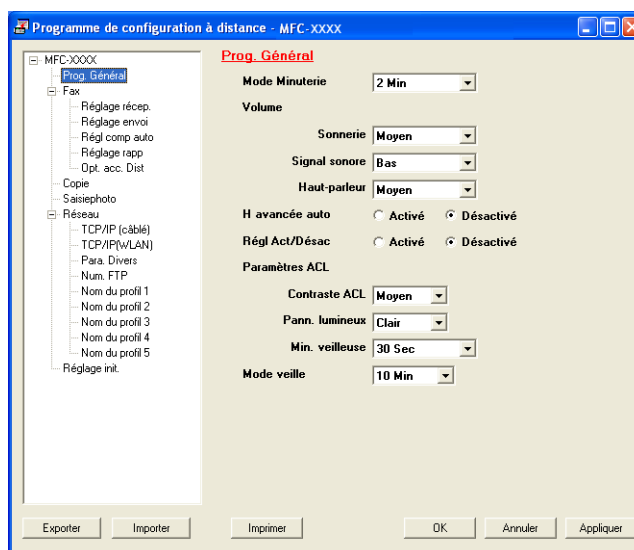 Programme de configuration à distance - MFC-XXXX
MFC-XXXX
Prog. Général
Fax
Réglage récep.
Réglage envoi
Régl comp auto
Réglage rapp
Opt. acc. Dist
Copie
Saisiephoto
Réseau
TCP/IP (câblé)
TCP/IP(WLAN)
Para. Divers
Num. FTP
Nom du profil 1
Nom du profil 2
Nom du profil 3
Nom du profil 4
Nom du profil 5
Réglage init.
Prog. Général
Mode Minuterie 2 Min
Volume
Sonnerie Moyen
Signal sonore Bas
Haut-parleur Moyen
H avancée auto Activé Désactivé
Régl Act/Désac Activé Désactivé
Paramètres ACL
Contraste ACL Moyen
Pann. lumineux Clair
Min. veilleuse 30 Sec
Mode veille 10 Min
Exporter Importer Imprimer OK Annuler Appliquer